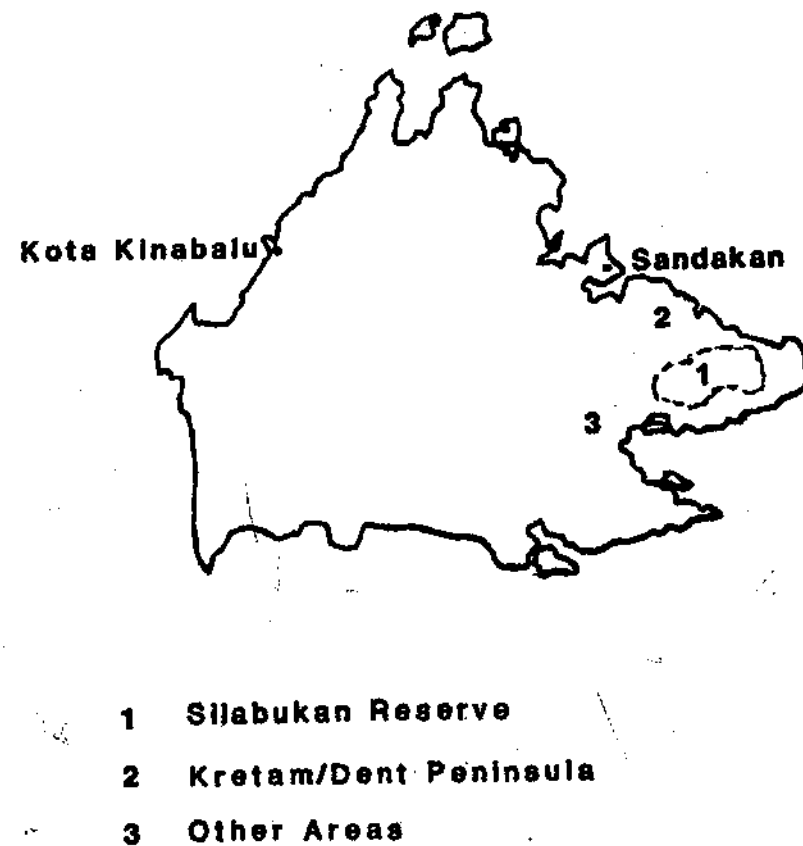 Kota Kinabalu
Sandakan
2
1
3
1 Silabukan Reserve
2 Kretam/Dent Peninsula
3 Other Areas